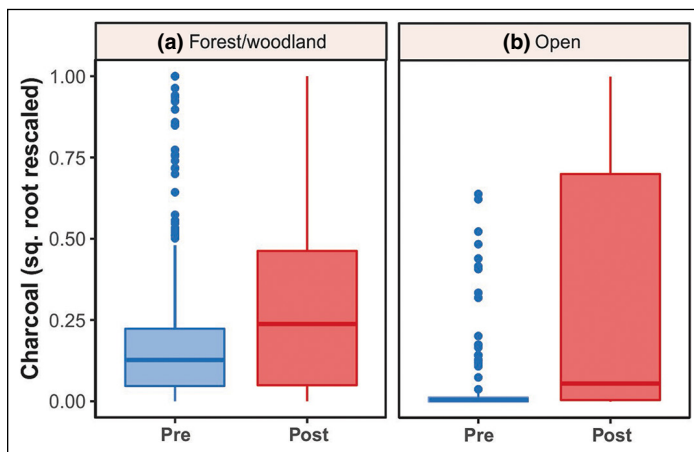 (a) Forest/woodland
(b) Open
Charcoal (sq. root rescaled)
1.00
0.75
0.50
0.25
0.00
Pre
Post
Pre
Post